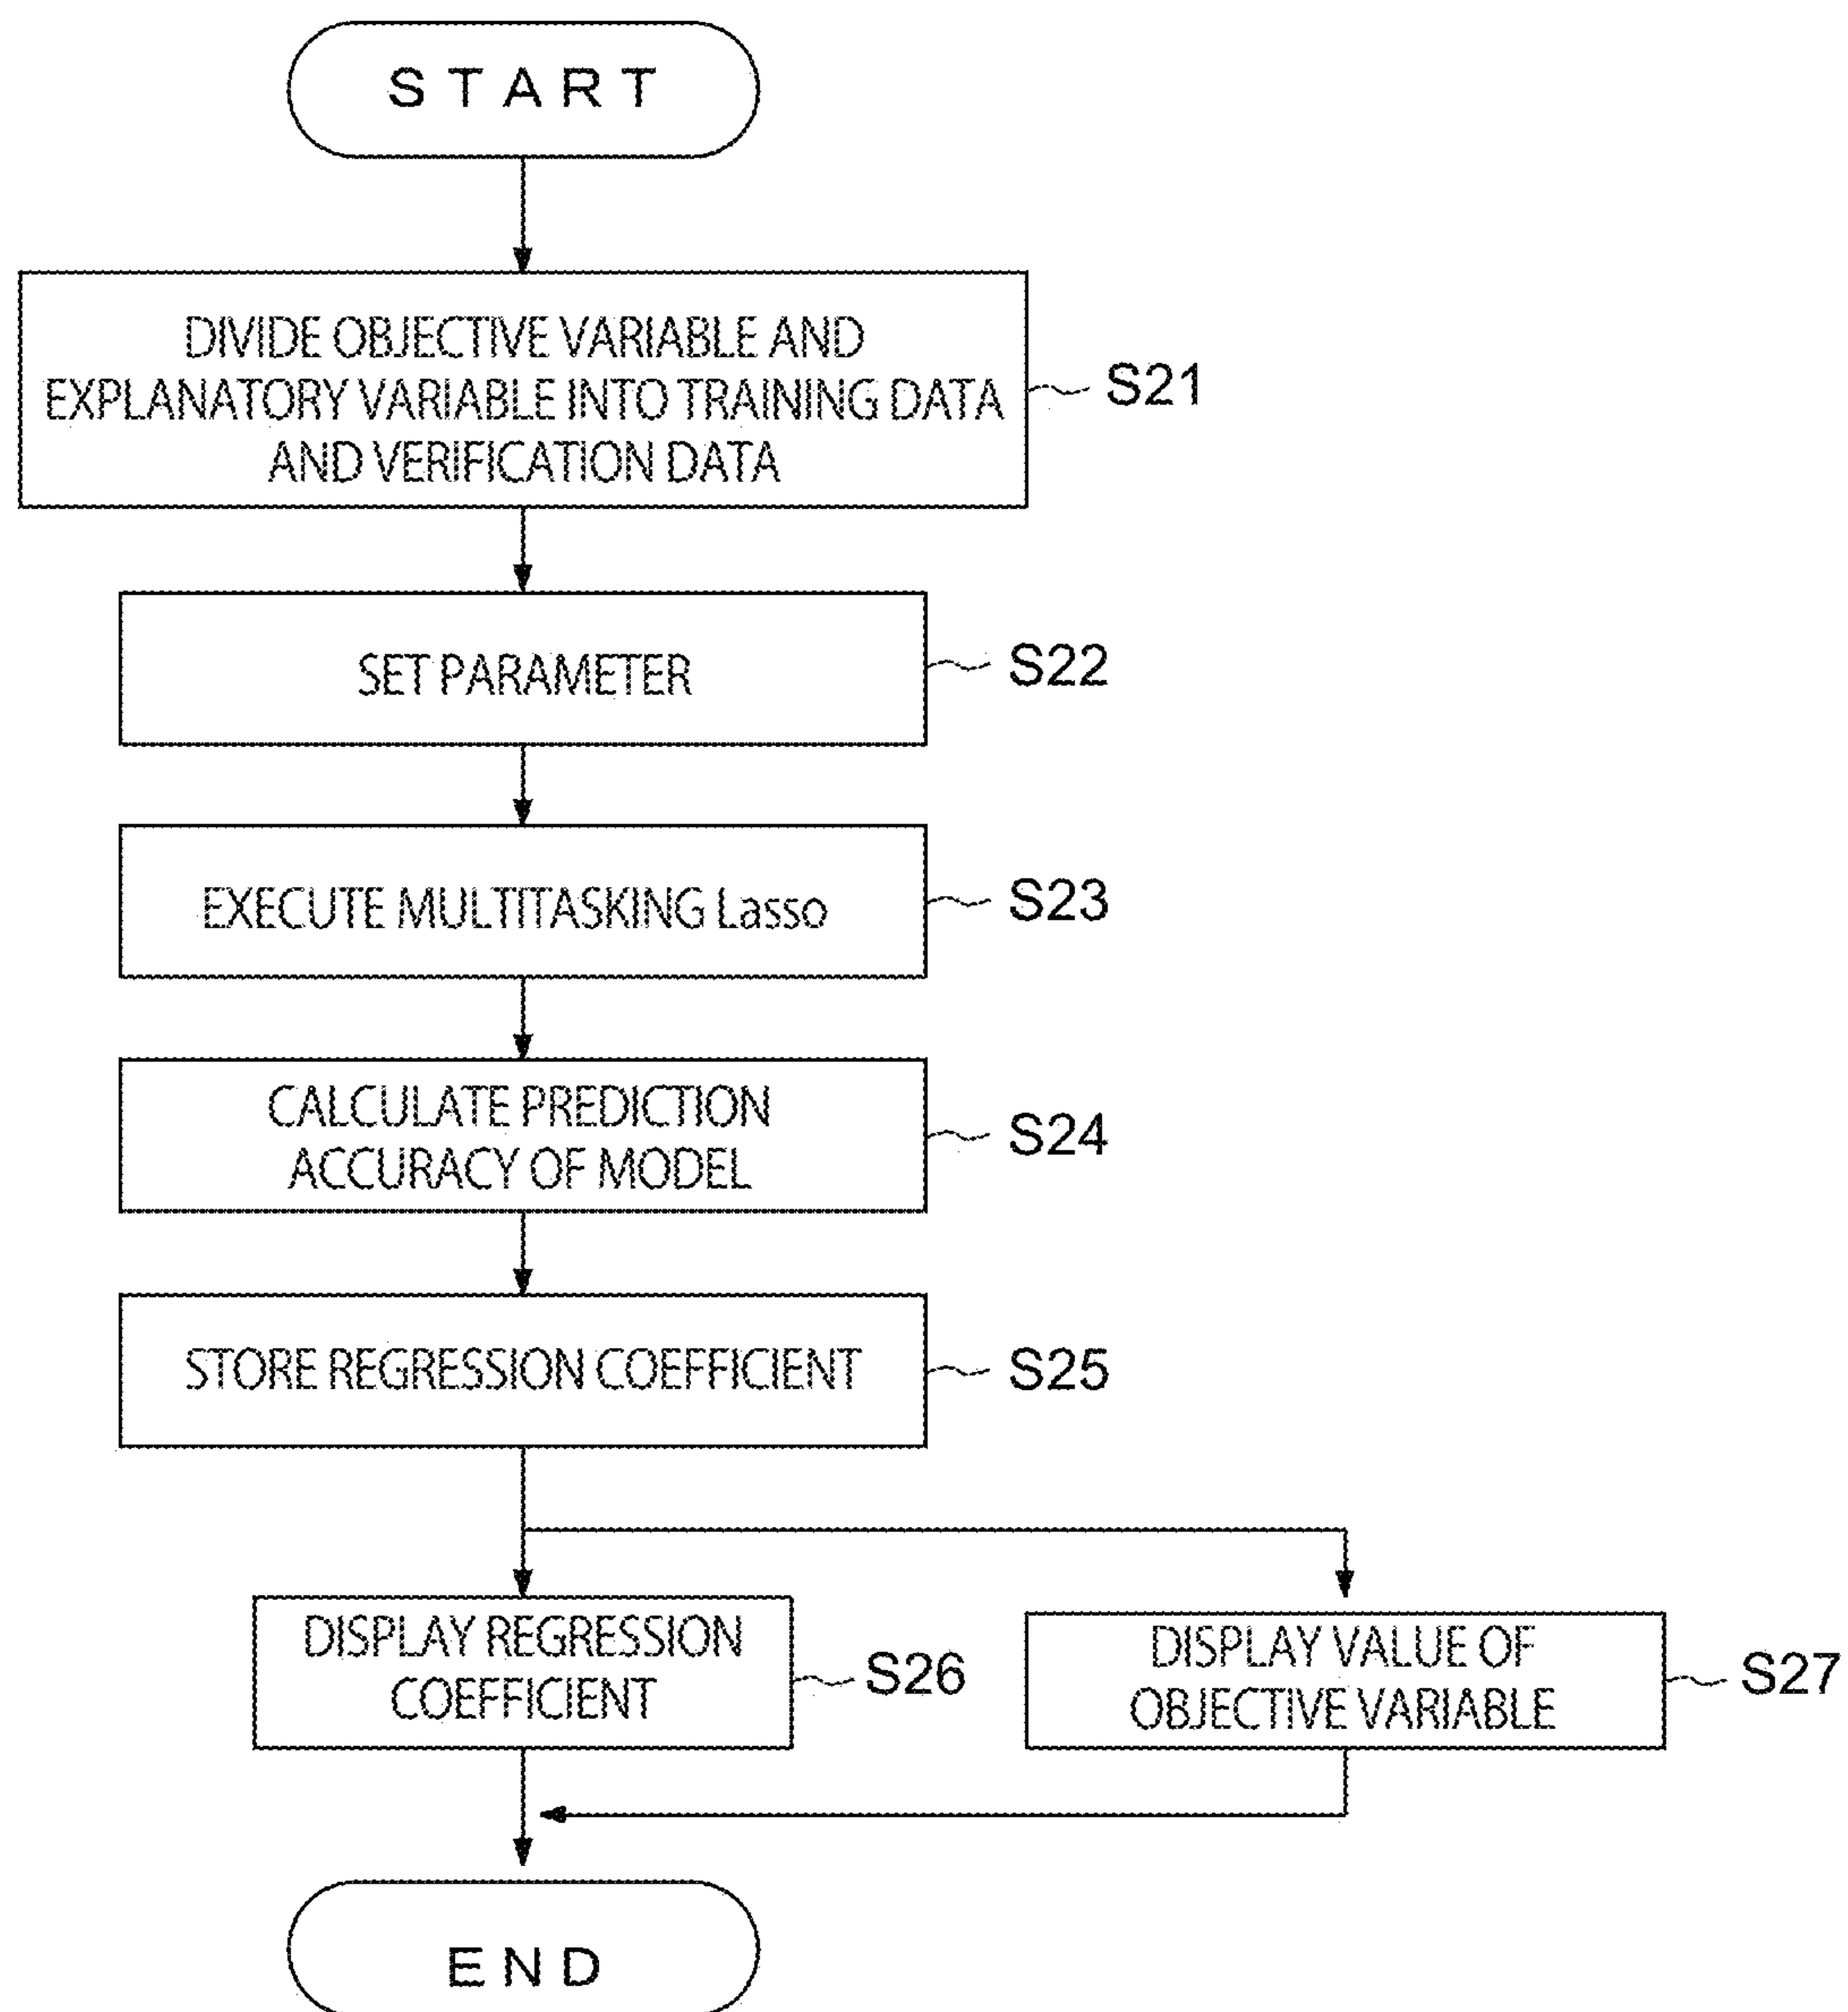 START
DIVIDE OBJECTIVE VARIABLE AND
EXPLANATORY VARIABLE INTO TRAINING DATA
AND VERIFICATION DATA
S21
SET PARAMETER
S22
EXECUTE MULTITASKING Lasso
S23
CALCULATE PREDICTION
ACCURACY OF MODEL
S24
STORE REGRESSION COEFFICIENT
S25
DISPLAY REGRESSION
COEFFICIENT
S26
DISPLAY VALUE OF
OBJECTIVE VARIABLE
S27
END